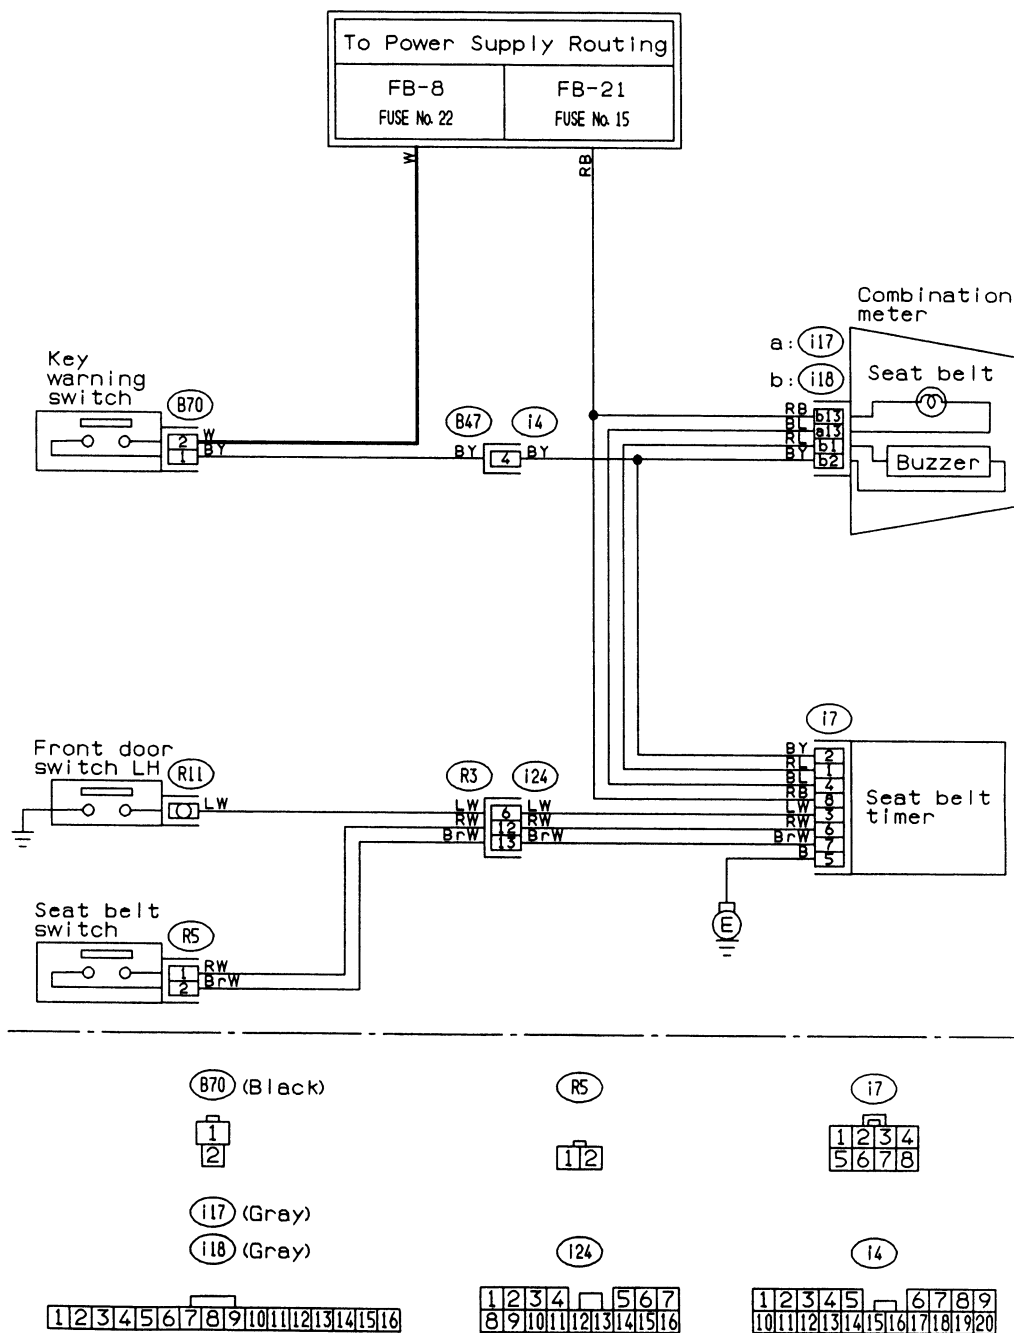 To Power Supply Routing
FB-8 FB-21
FUSE No. 22 FUSE No. 15
W RB
Combination
meter
a: i17
b: i18
Seat belt
Key
warning
switch
B70
B47 i4
RB b13
BL a13
RL b1
BY b2
Buzzer
2 W
1 BY
BY 4 BY
i7
Front door
switch LH
R11
LW
R3 i24
LW 6 LW
RW 12 RW
BrW 13 BrW
BY 2
RL 1
BL 4
RB 8
LW 3
RW 6
BrW 7
B 5
Seat belt
timer
E
Seat belt
switch
R5
1 RW
2 BrW
B70 (Black) R5 i7
1
2
1 2
1 2 3 4
5 6 7 8
i17 (Gray)
i18 (Gray) i24 i4
1 2 3 4 5 6 7 8 9 10 11 12 13 14 15 16
1 2 3 4 5 6 7
8 9 10 11 12 13 14 15 16
1 2 3 4 5 6 7 8 9
10 11 12 13 14 15 16 17 18 19 20